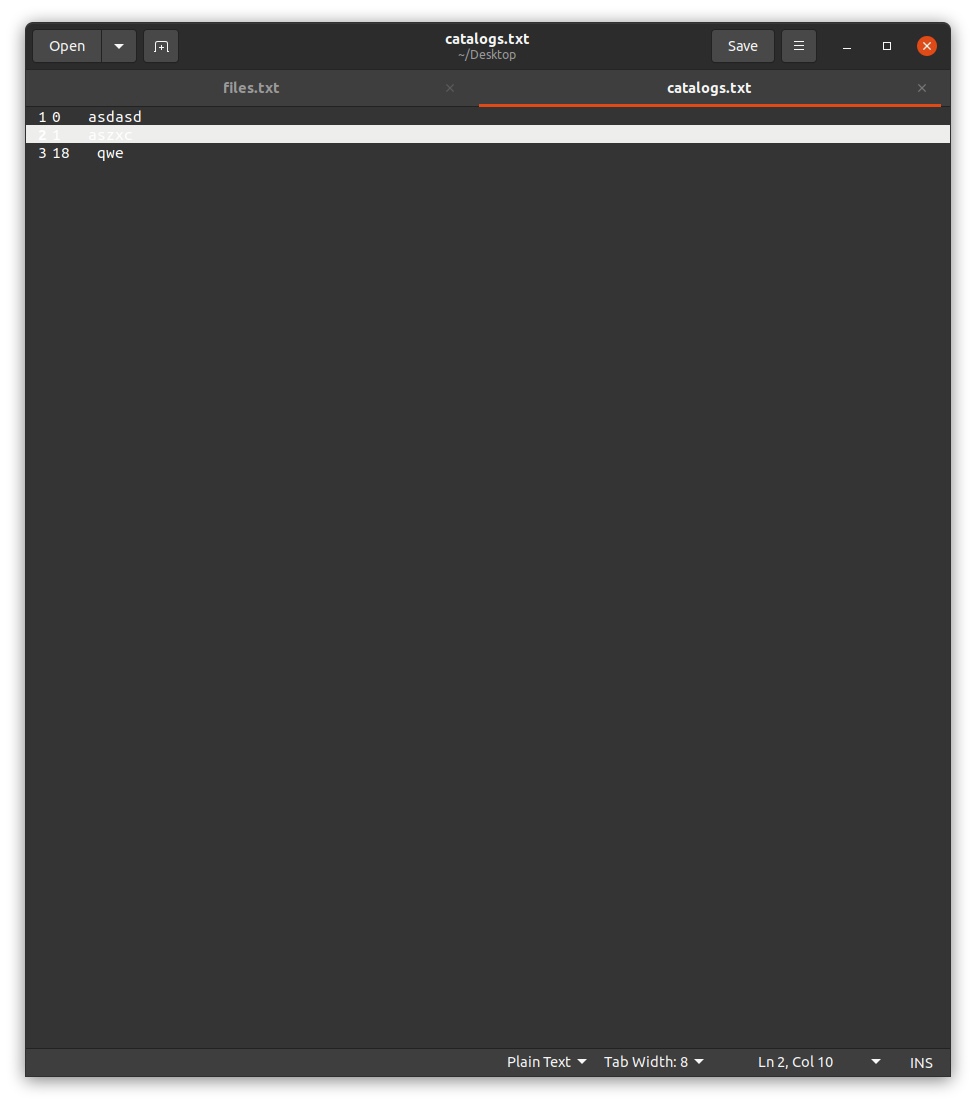 Open
catalogs.txt
~/Desktop
Save
files.txt
catalogs.txt
1 0   asdasd
2 1   aszxc
3 18   qwe
Plain Text
Tab Width: 8
Ln 2, Col 10
INS